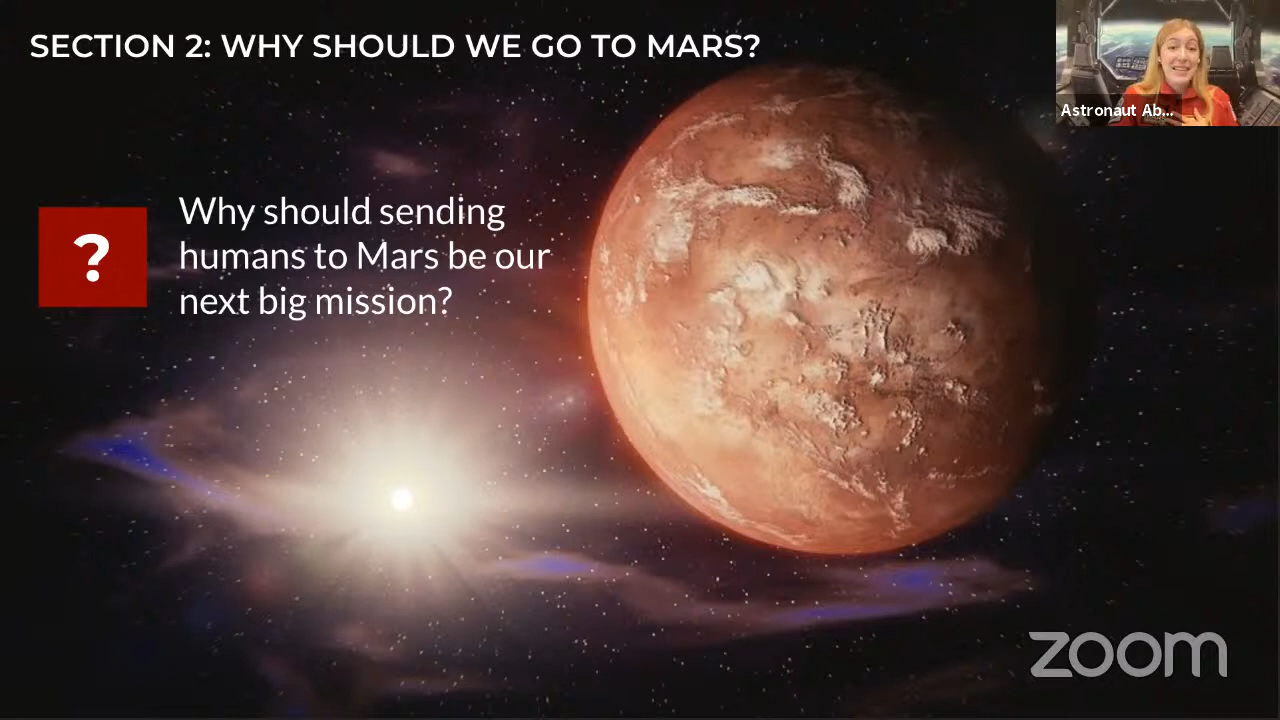 SECTION 2: WHY SHOULD WE GO TO MARS?
Astronaut Ab...
?
Why should sending
humans to Mars be our
next big mission?
zoom